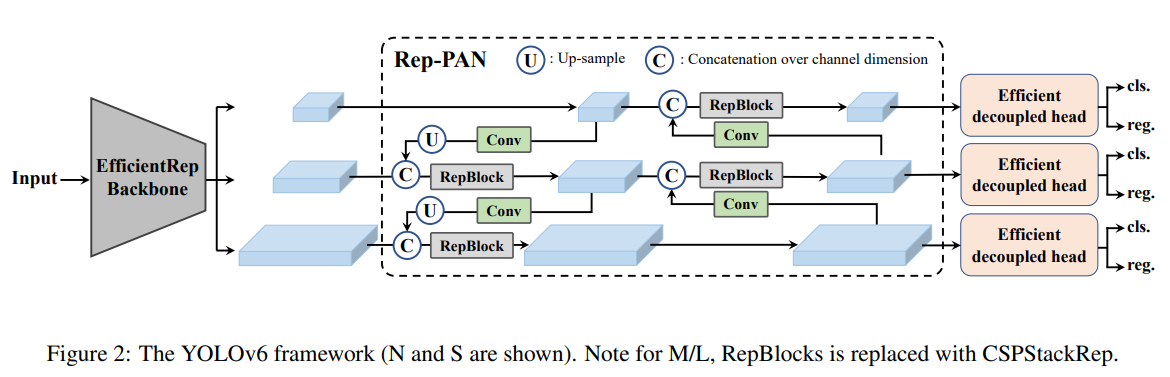 Rep-PAN
U : Up-sample
C : Concatenation over channel dimension
Input
EfficientRep
Backbone
C
RepBlock
U
Conv
Conv
C
RepBlock
C
RepBlock
U
Conv
Conv
C
RepBlock
Efficient
decoupled head
cls.
reg.
Efficient
decoupled head
cls.
reg.
Efficient
decoupled head
cls.
reg.
Figure 2: The YOLOv6 framework (N and S are shown). Note for M/L, RepBlocks is replaced with CSPStackRep.